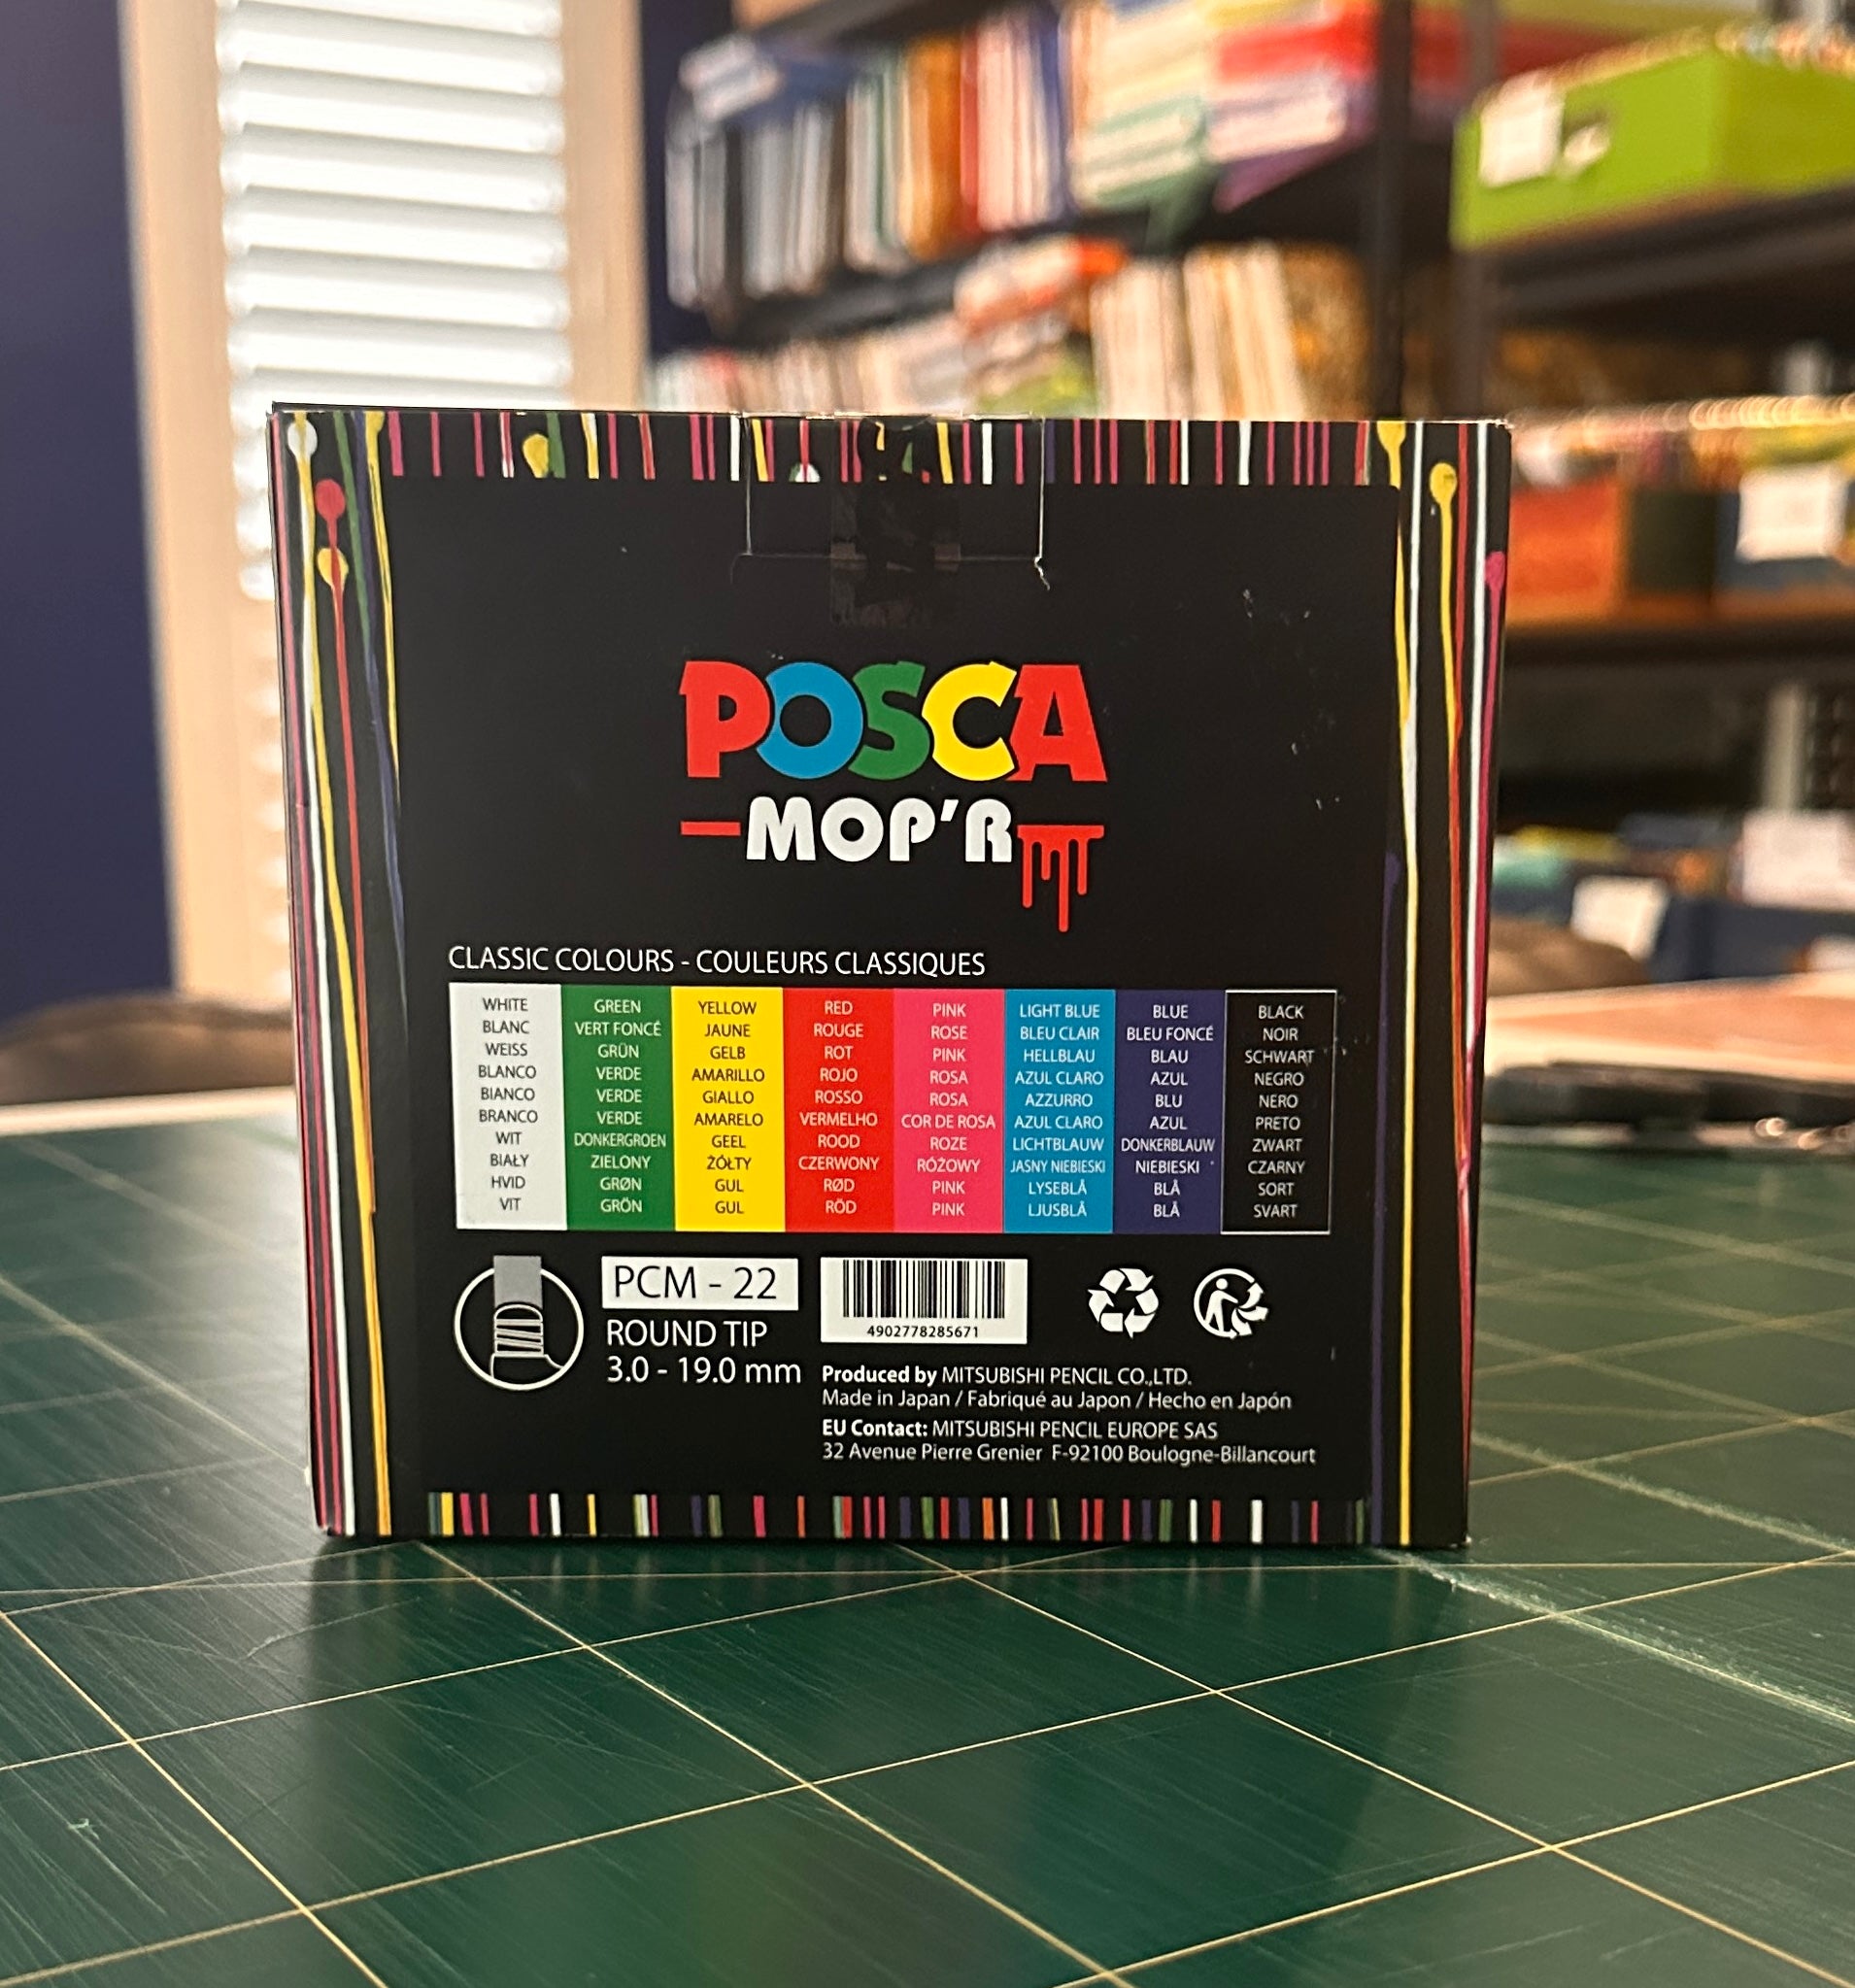 POSCA
MOP'R
CLASSIC COLOURS - COULEURS CLASSIQUES
WHITE GREEN YELLOW RED PINK LIGHT BLUE BLUE BLACK
BLANC VERT FONCÉ JAUNE ROUGE ROSE BLEU CLAIR BLEU FONCÉ NOIR
WEISS GRÜN GELB ROT PINK HELLBLAU BLAU SCHWART
BLANCO VERDE AMARILLO ROJO ROSA AZUL CLARO AZUL NEGRO
BIANCO VERDE GIALLO ROSSO ROSA AZZURRO BLU NERO
BRANCO VERDE AMARELO VERMELHO COR DE ROSA AZUL CLARO AZUL PRETO
WIT DONKERGROEN GEEL ROOD ROZE LICHTBLAUW DONKERBLAUW ZWART
BIAŁY ZIELONY ŻÓŁTY CZERWONY RÓŻOWY JASNY NIEBIESKI NIEBIESKI CZARNY
HVID GRØN GUL RØD PINK LYSEBLÅ BLÅ SORT
VIT GRÖN GUL RÖD PINK LJUSBLÅ BLÅ SVART
PCM - 22
ROUND TIP
3.0 - 19.0 mm
4902778285671
Produced by MITSUBISHI PENCIL CO.,LTD.
Made in Japan / Fabriqué au Japon / Hecho en Japón
EU Contact: MITSUBISHI PENCIL EUROPE SAS
32 Avenue Pierre Grenier F-92100 Boulogne-Billancourt